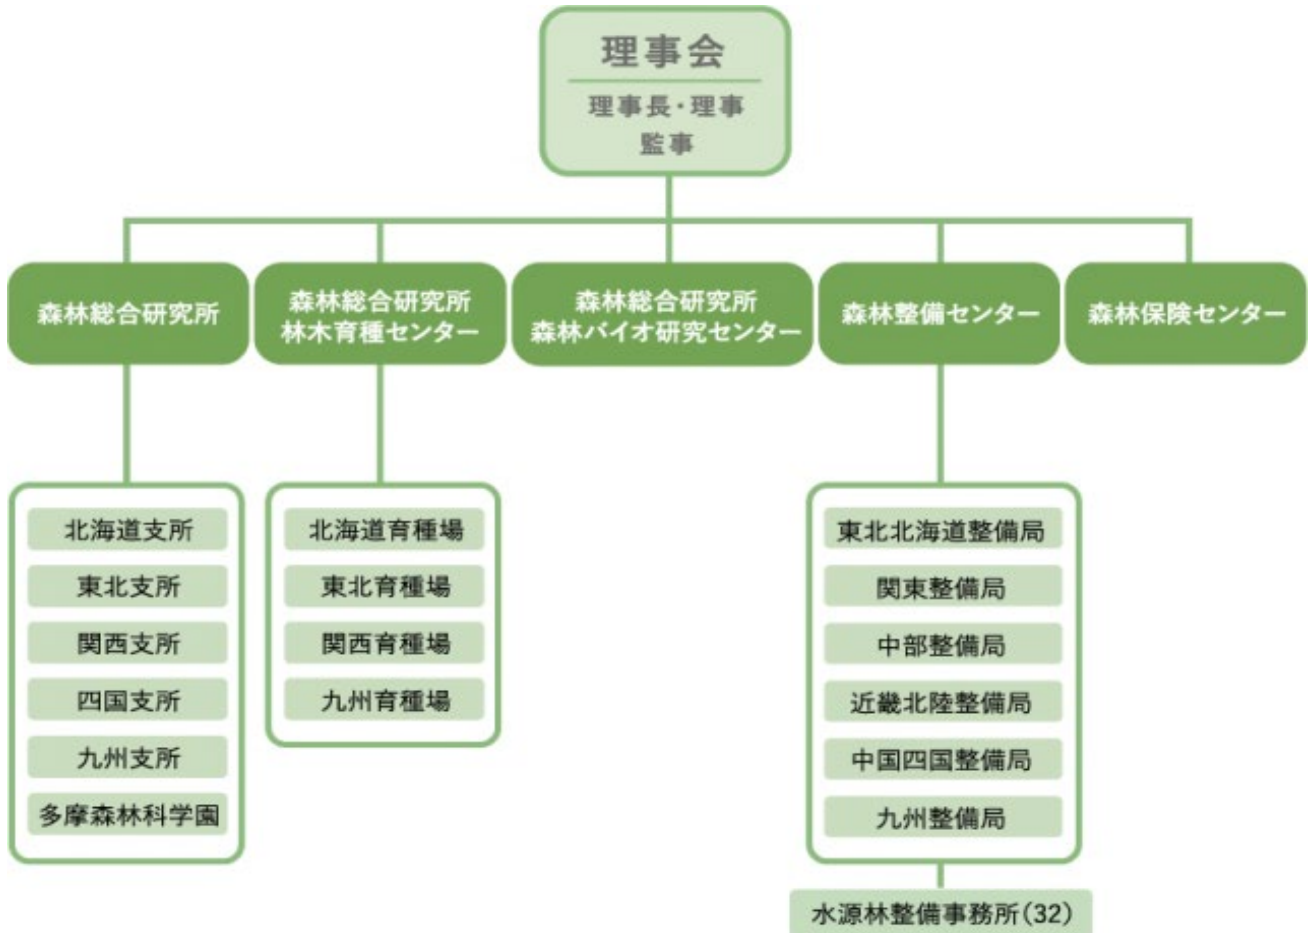 理事会
理事長・理事
監事
森林総合研究所
森林総合研究所
林木育種センター
森林総合研究所
森林バイオ研究センター
森林整備センター
森林保険センター
北海道支所
東北支所
関西支所
四国支所
九州支所
多摩森林科学園
北海道育種場
東北育種場
関西育種場
九州育種場
東北北海道整備局
関東整備局
中部整備局
近畿北陸整備局
中国四国整備局
九州整備局
水源林整備事務所(32)